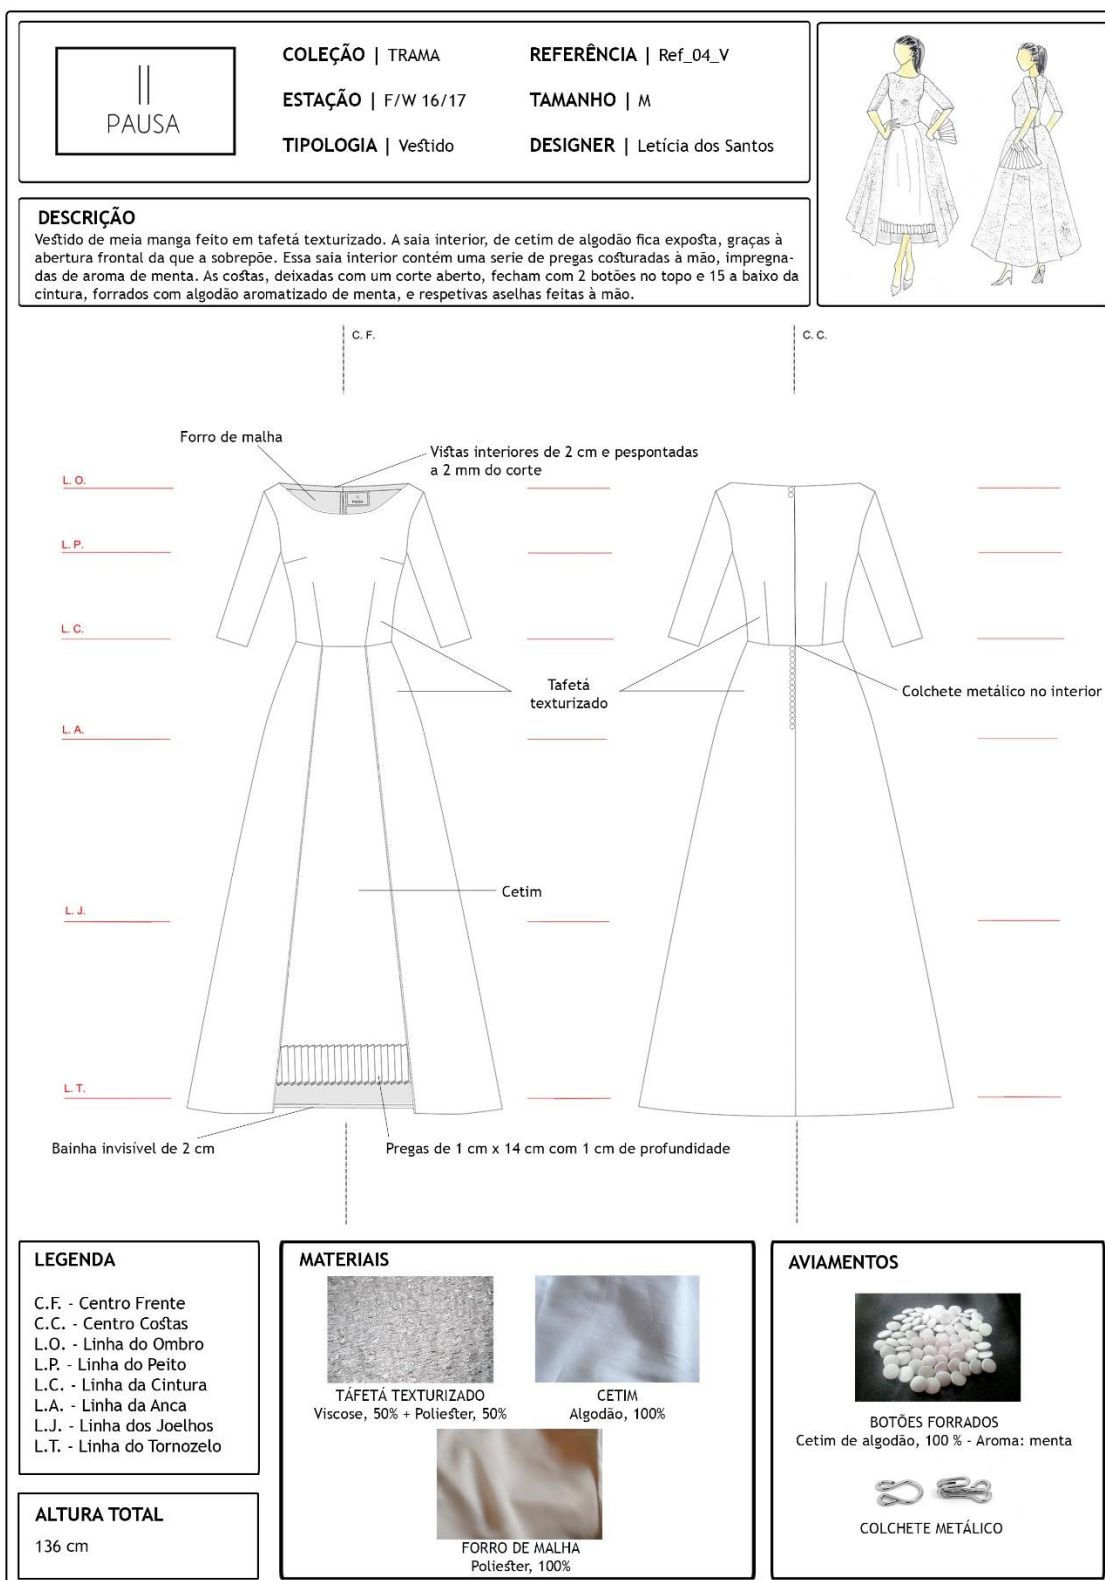 PAUSA
COLEÇÃO | TRAMA
REFERÊNCIA | Ref_04_V
ESTAÇÃO | F/W 16/17
TAMANHO | M
TIPOLOGIA | Vestido
DESIGNER | Letícia dos Santos
DESCRIÇÃO
Vestido de meia manga feito em tafetá texturizado. A saia interior, de cetim de algodão fica exposta, graças à
abertura frontal da que a sobrepõe. Essa saia interior contém uma serie de pregas costuradas à mão, impregna-
das de aroma de menta. As costas, deixadas com um corte aberto, fecham com 2 botões no topo e 15 a baixo da
cintura, forrados com algodão aromatizado de menta, e respetivas aselhas feitas à mão.
C. F.
C. C.
Forro de malha
Vistas interiores de 2 cm e pespontadas
a 2 mm do corte
L. O.
PAUSA
L. P.
L. C.
Tafetá
texturizado
Colchete metálico no interior
L. A.
Cetim
L. J.
L. T.
Bainha invisível de 2 cm
Pregas de 1 cm x 14 cm com 1 cm de profundidade
LEGENDA
C.F. - Centro Frente
C.C. - Centro Costas
L.O. - Linha do Ombro
L.P. - Linha do Peito
L.C. - Linha da Cintura
L.A. - Linha da Anca
L.J. - Linha dos Joelhos
L.T. - Linha do Tornozelo
ALTURA TOTAL
136 cm
MATERIAIS
TÁFETÁ TEXTURIZADO
Viscose, 50% + Poliester, 50%
CETIM
Algodão, 100%
FORRO DE MALHA
Poliester, 100%
AVIAMENTOS
BOTÕES FORRADOS
Cetim de algodão, 100 % - Aroma: menta
COLCHETE METÁLICO